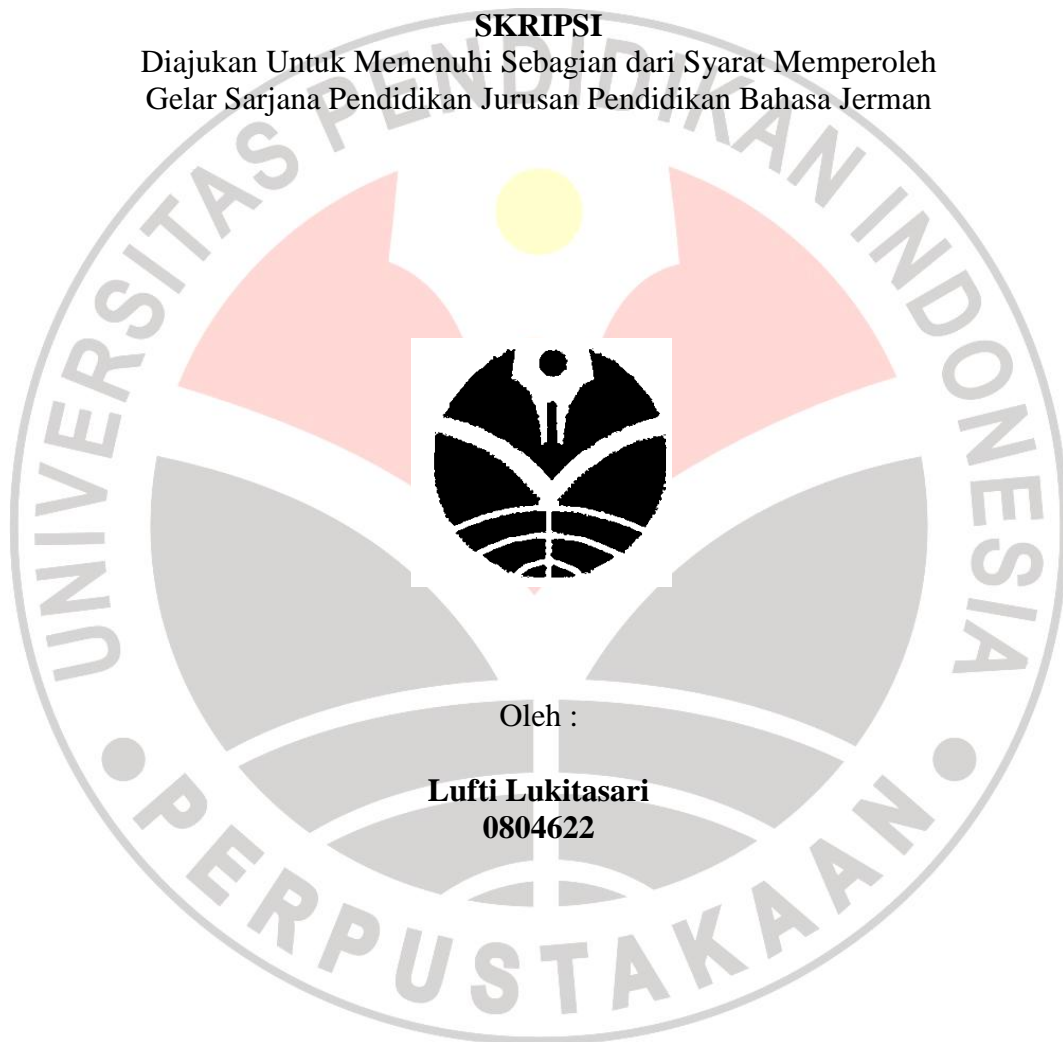 SKRIPSI
Diajukan Untuk Memenuhi Sebagian dari Syarat Memperoleh
Gelar Sarjana Pendidikan Jurusan Pendidikan Bahasa Jerman
UNIVERSITAS PENDIDIKAN INDONESIA
Oleh :
Lufti Lukitasari
0804622
PERPUSTAKAAN